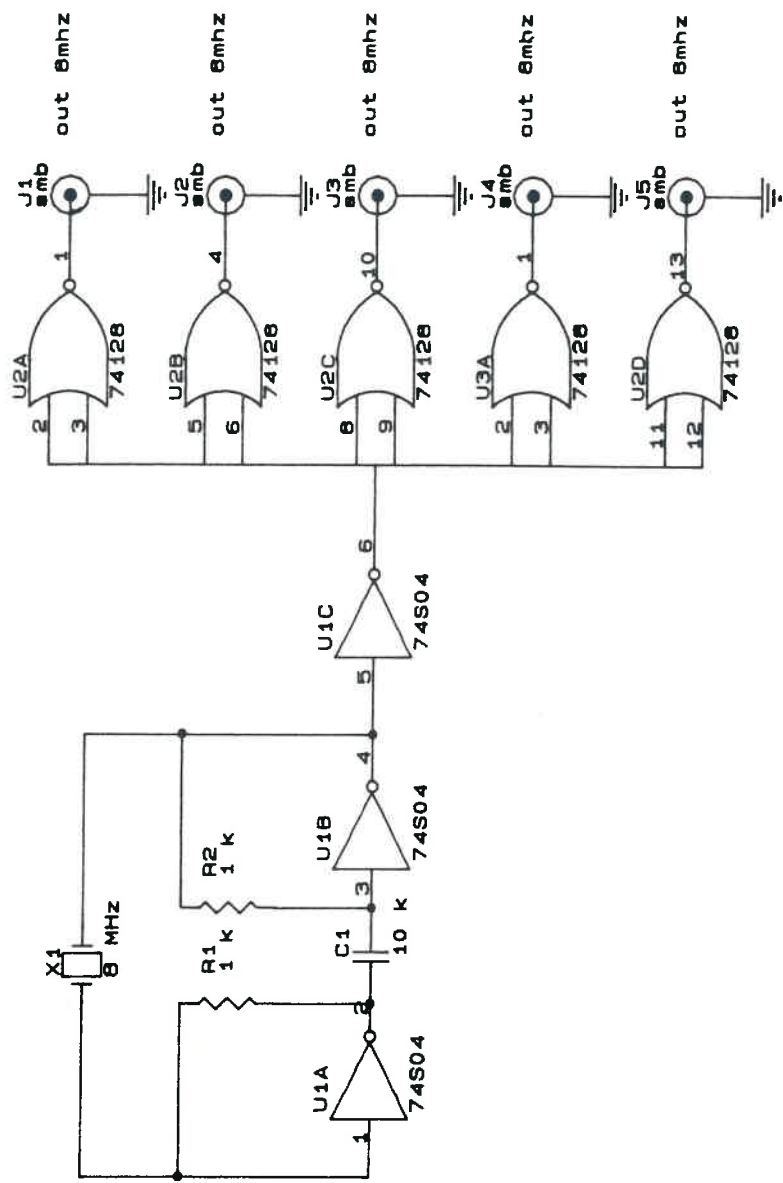 X1
8 MHz
R1
1 k
R2
1 k
U1A
1
2
74S04
C1
10 k
U1B
3
4
74S04
U1C
5
6
74S04
U2A
2
3
1
74128
J1
smb
out 8mhz
U2B
5
6
4
74128
J2
smb
out 8mhz
U2C
8
9
10
74128
J3
smb
out 8mhz
U3A
2
3
1
74128
J4
smb
out 8mhz
U2D
11
12
13
74128
J5
smb
out 8mhz